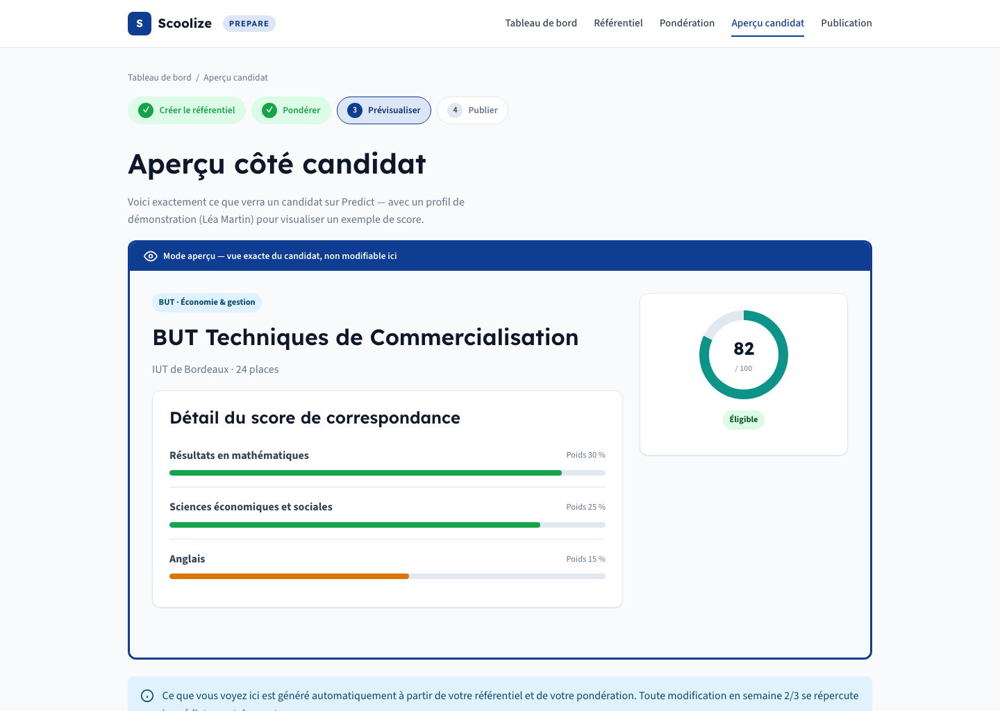 S Scoolize PREPARE
Tableau de bord Référentiel Pondération Aperçu candidat Publication
Tableau de bord / Aperçu candidat
Créer le référentiel Pondérer 3 Prévisualiser 4 Publier
Aperçu côté candidat
Voici exactement ce que verra un candidat sur Predict — avec un profil de
démonstration (Léa Martin) pour visualiser un exemple de score.
Mode aperçu — vue exacte du candidat, non modifiable ici
BUT · Économie & gestion
BUT Techniques de Commercialisation
IUT de Bordeaux · 24 places
Détail du score de correspondance
Résultats en mathématiques Poids 30 %
Sciences économiques et sociales Poids 25 %
Anglais Poids 15 %
82
/ 100
Éligible
Ce que vous voyez ici est généré automatiquement à partir de votre référentiel et de votre pondération. Toute modification en semaine 2/3 se répercute